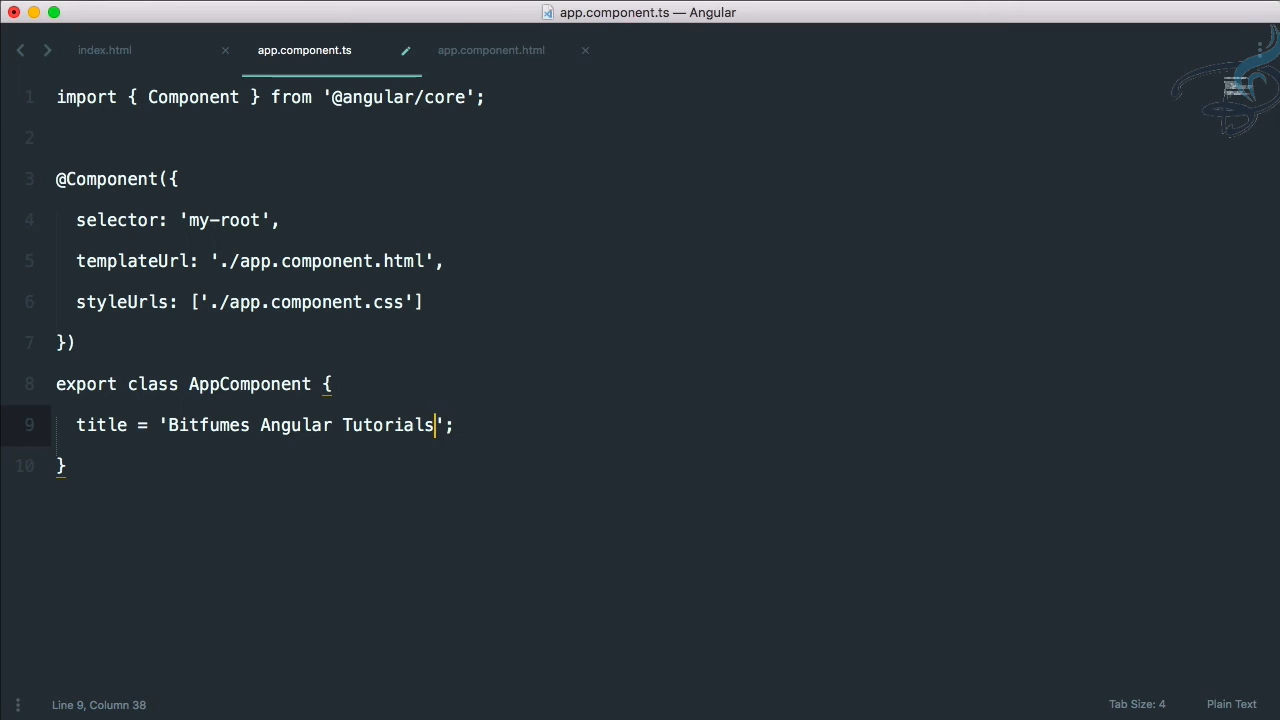 app.component.ts — Angular
index.html
app.component.ts
app.component.html
1 import { Component } from '@angular/core';
2
3 @Component({
4 selector: 'my-root',
5 templateUrl: './app.component.html',
6 styleUrls: ['./app.component.css']
7 })
8 export class AppComponent {
9 title = 'Bitfumes Angular Tutorials';
10 }
Line 9, Column 38
Tab Size: 4
Plain Text